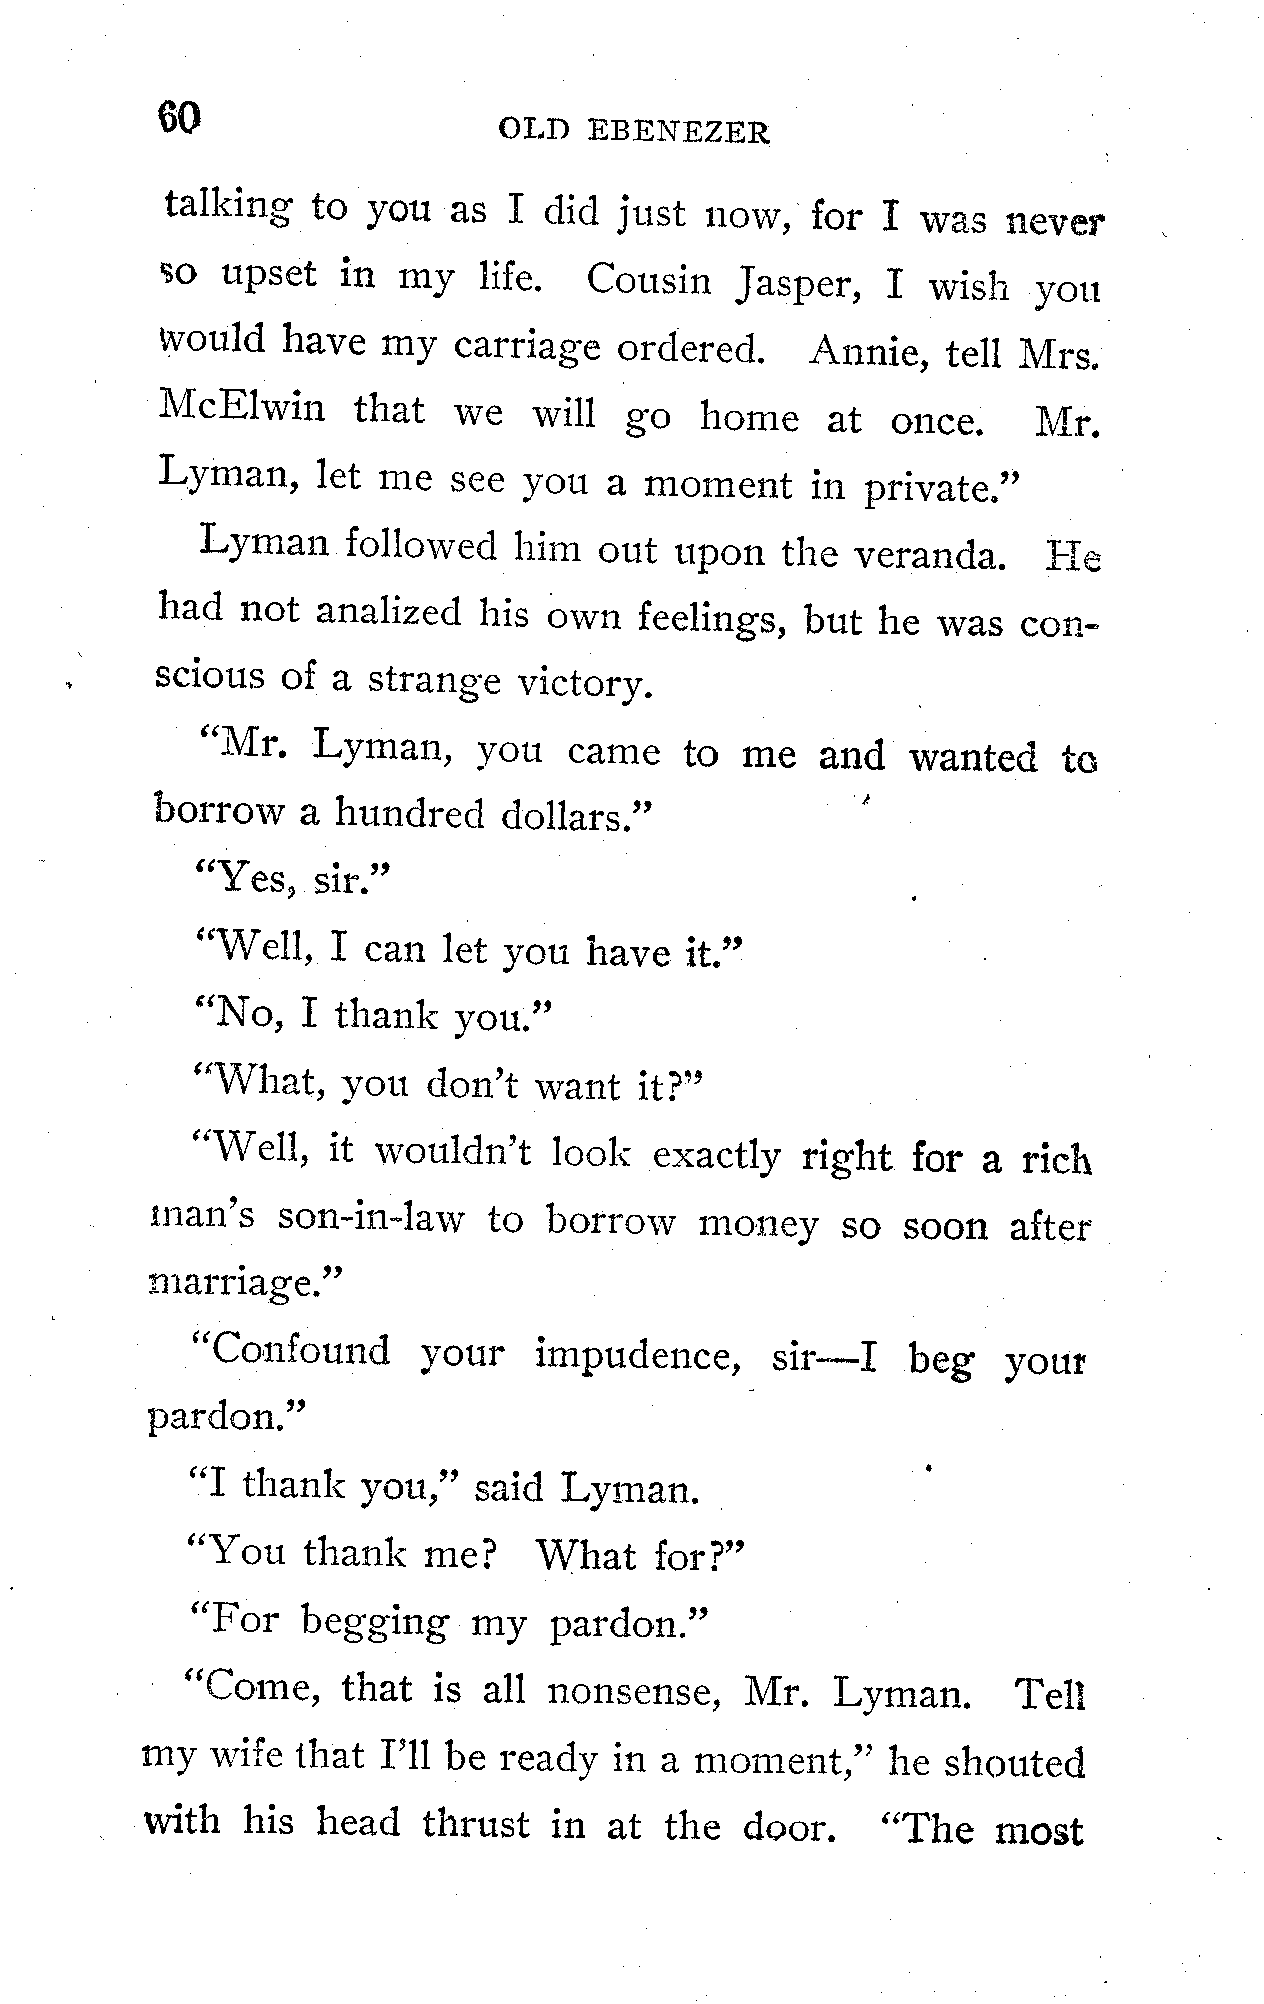 60
OLD EBENEZER
talking to you as I did just now, for I was never
so upset in my life. Cousin Jasper, I wish you
would have my carriage ordered. Annie, tell Mrs.
McElwin that we will go home at once. Mr.
Lyman, let me see you a moment in private.”
Lyman followed him out upon the veranda. He
had not analized his own feelings, but he was con-
scious of a strange victory.
“Mr. Lyman, you came to me and wanted to
borrow a hundred dollars.”
“Yes, sir.”
“Well, I can let you have it.”
“No, I thank you.”
“What, you don’t want it?”
“Well, it wouldn’t look exactly right for a rich
man’s son-in-law to borrow money so soon after
marriage.”
“Confound your impudence, sir—I beg your
pardon.”
“I thank you,” said Lyman.
“You thank me? What for?”
“For begging my pardon.”
“Come, that is all nonsense, Mr. Lyman. Tell
my wife that I’ll be ready in a moment,” he shouted
with his head thrust in at the door. “The most